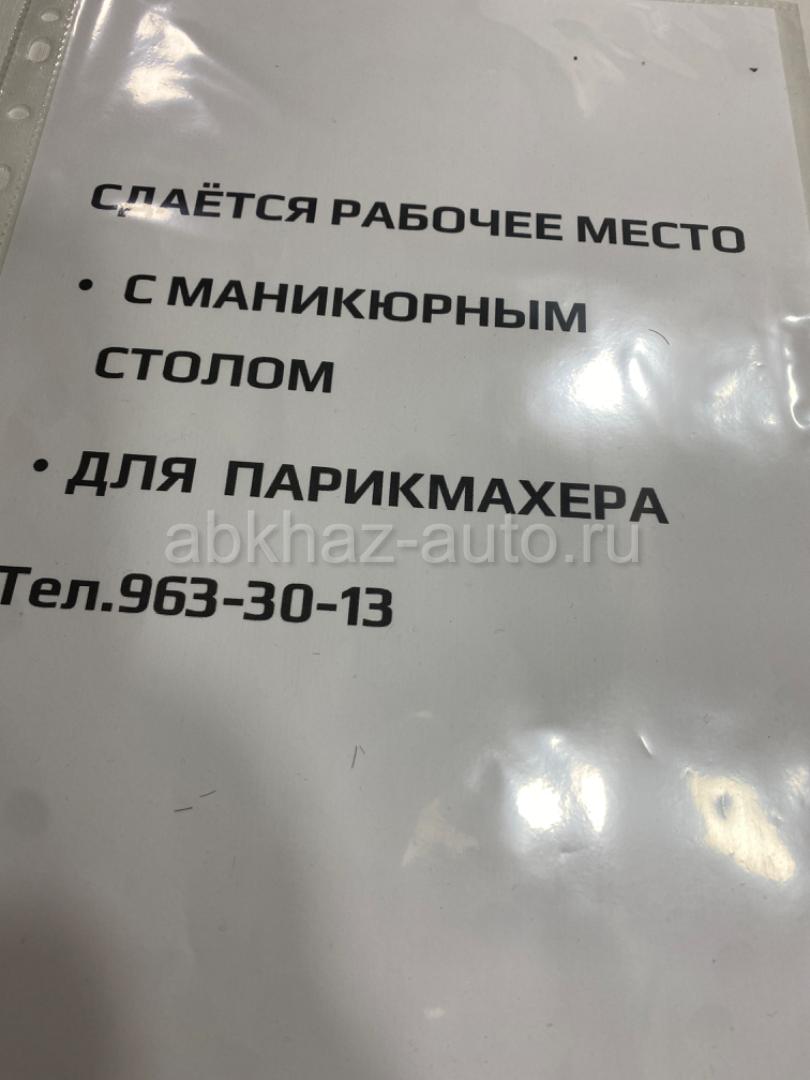 СДАЁТСЯ РАБОЧЕЕ МЕСТО
• С МАНИКЮРНЫМ
СТОЛОМ
• ДЛЯ ПАРИКМАХЕРА
abkhaz-auto.ru
Тел.963-30-13